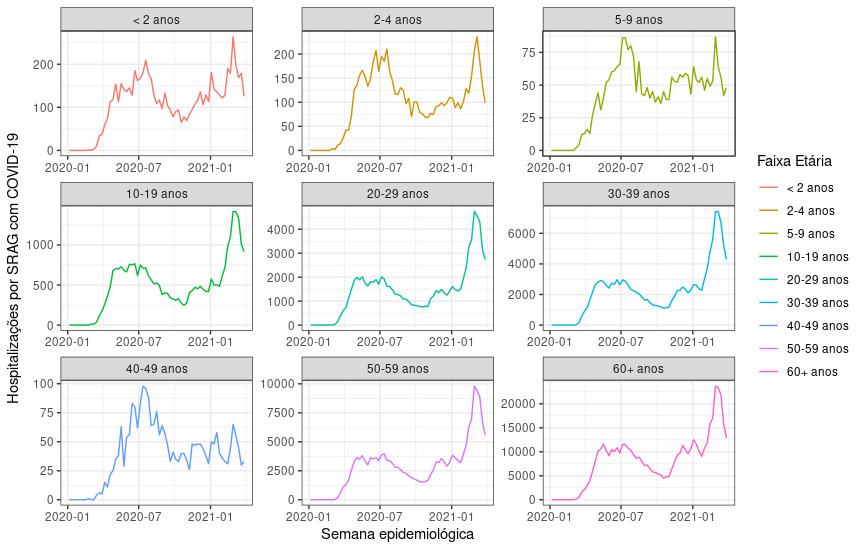 < 2 anos
2-4 anos
5-9 anos
0
100
200
0
50
100
150
200
0
25
50
75
2020-01 2020-07 2021-01
2020-01 2020-07 2021-01
2020-01 2020-07 2021-01
10-19 anos
20-29 anos
30-39 anos
0
500
1000
0
1000
2000
3000
4000
0
2000
4000
6000
2020-01 2020-07 2021-01
2020-01 2020-07 2021-01
2020-01 2020-07 2021-01
40-49 anos
50-59 anos
60+ anos
0
25
50
75
100
0
2500
5000
7500
10000
0
5000
10000
15000
20000
2020-01 2020-07 2021-01
2020-01 2020-07 2021-01
2020-01 2020-07 2021-01
Semana epidemiológica
Hospitalizações por SRAG com COVID-19
Faixa Etária
< 2 anos
2-4 anos
5-9 anos
10-19 anos
20-29 anos
30-39 anos
40-49 anos
50-59 anos
60+ anos